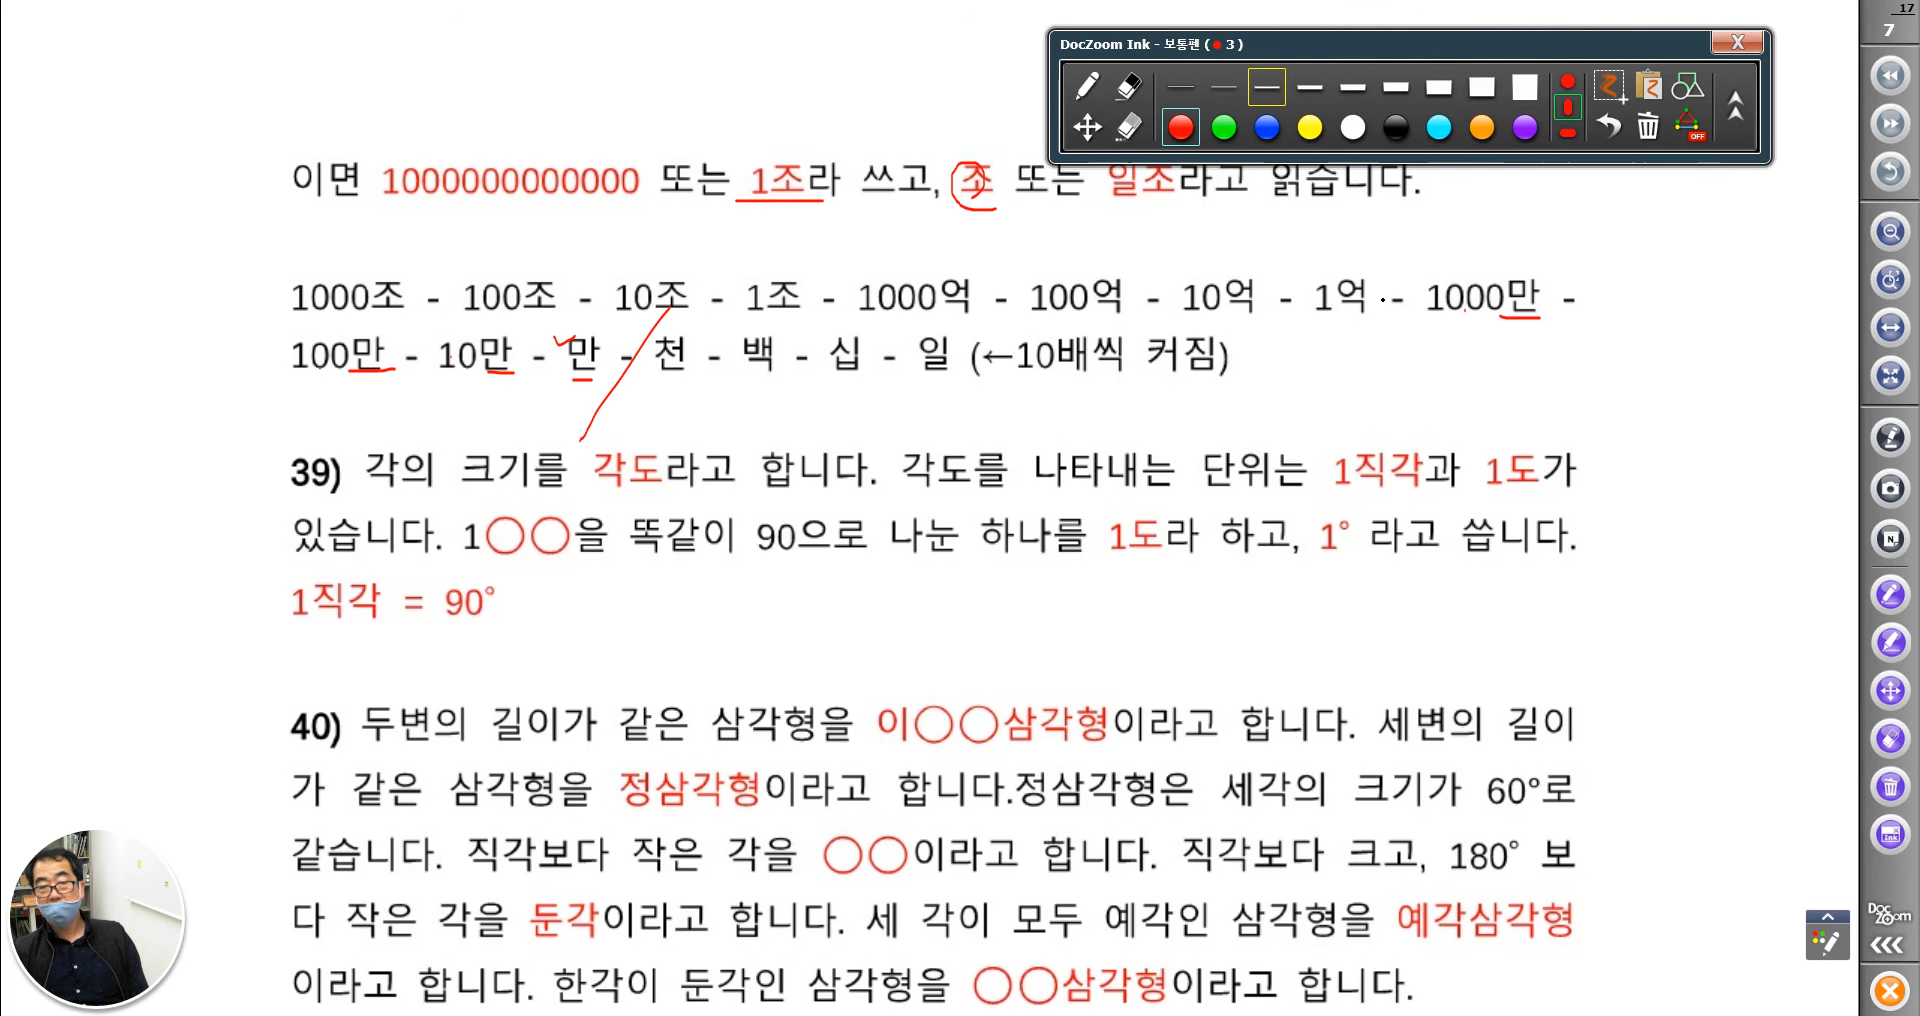 17
7
DocZoom Ink - 보통펜 ( 3 )
X
OFF
이면 1000000000000 또는 1조라 쓰고, 조 또는 일조라고 읽습니다.
1000조 - 100조 - 10조 - 1조 - 1000억 - 100억 - 10억 - 1억 - 1000만 -
100만 - 10만 - 만 - 천 - 백 - 십 - 일 (←10배씩 커짐)
39) 각의 크기를 각도라고 합니다. 각도를 나타내는 단위는 1직각과 1도가
있습니다. 1○○을 똑같이 90으로 나눈 하나를 1도라 하고, 1° 라고 씁니다.
1직각 = 90°
40) 두변의 길이가 같은 삼각형을 이○○삼각형이라고 합니다. 세변의 길이
가 같은 삼각형을 정삼각형이라고 합니다.정삼각형은 세각의 크기가 60°로
같습니다. 직각보다 작은 각을 ○○이라고 합니다. 직각보다 크고, 180° 보
다 작은 각을 둔각이라고 합니다. 세 각이 모두 예각인 삼각형을 예각삼각형
이라고 합니다. 한각이 둔각인 삼각형을 ○○삼각형이라고 합니다.
N
Ink
Doc
Zoom